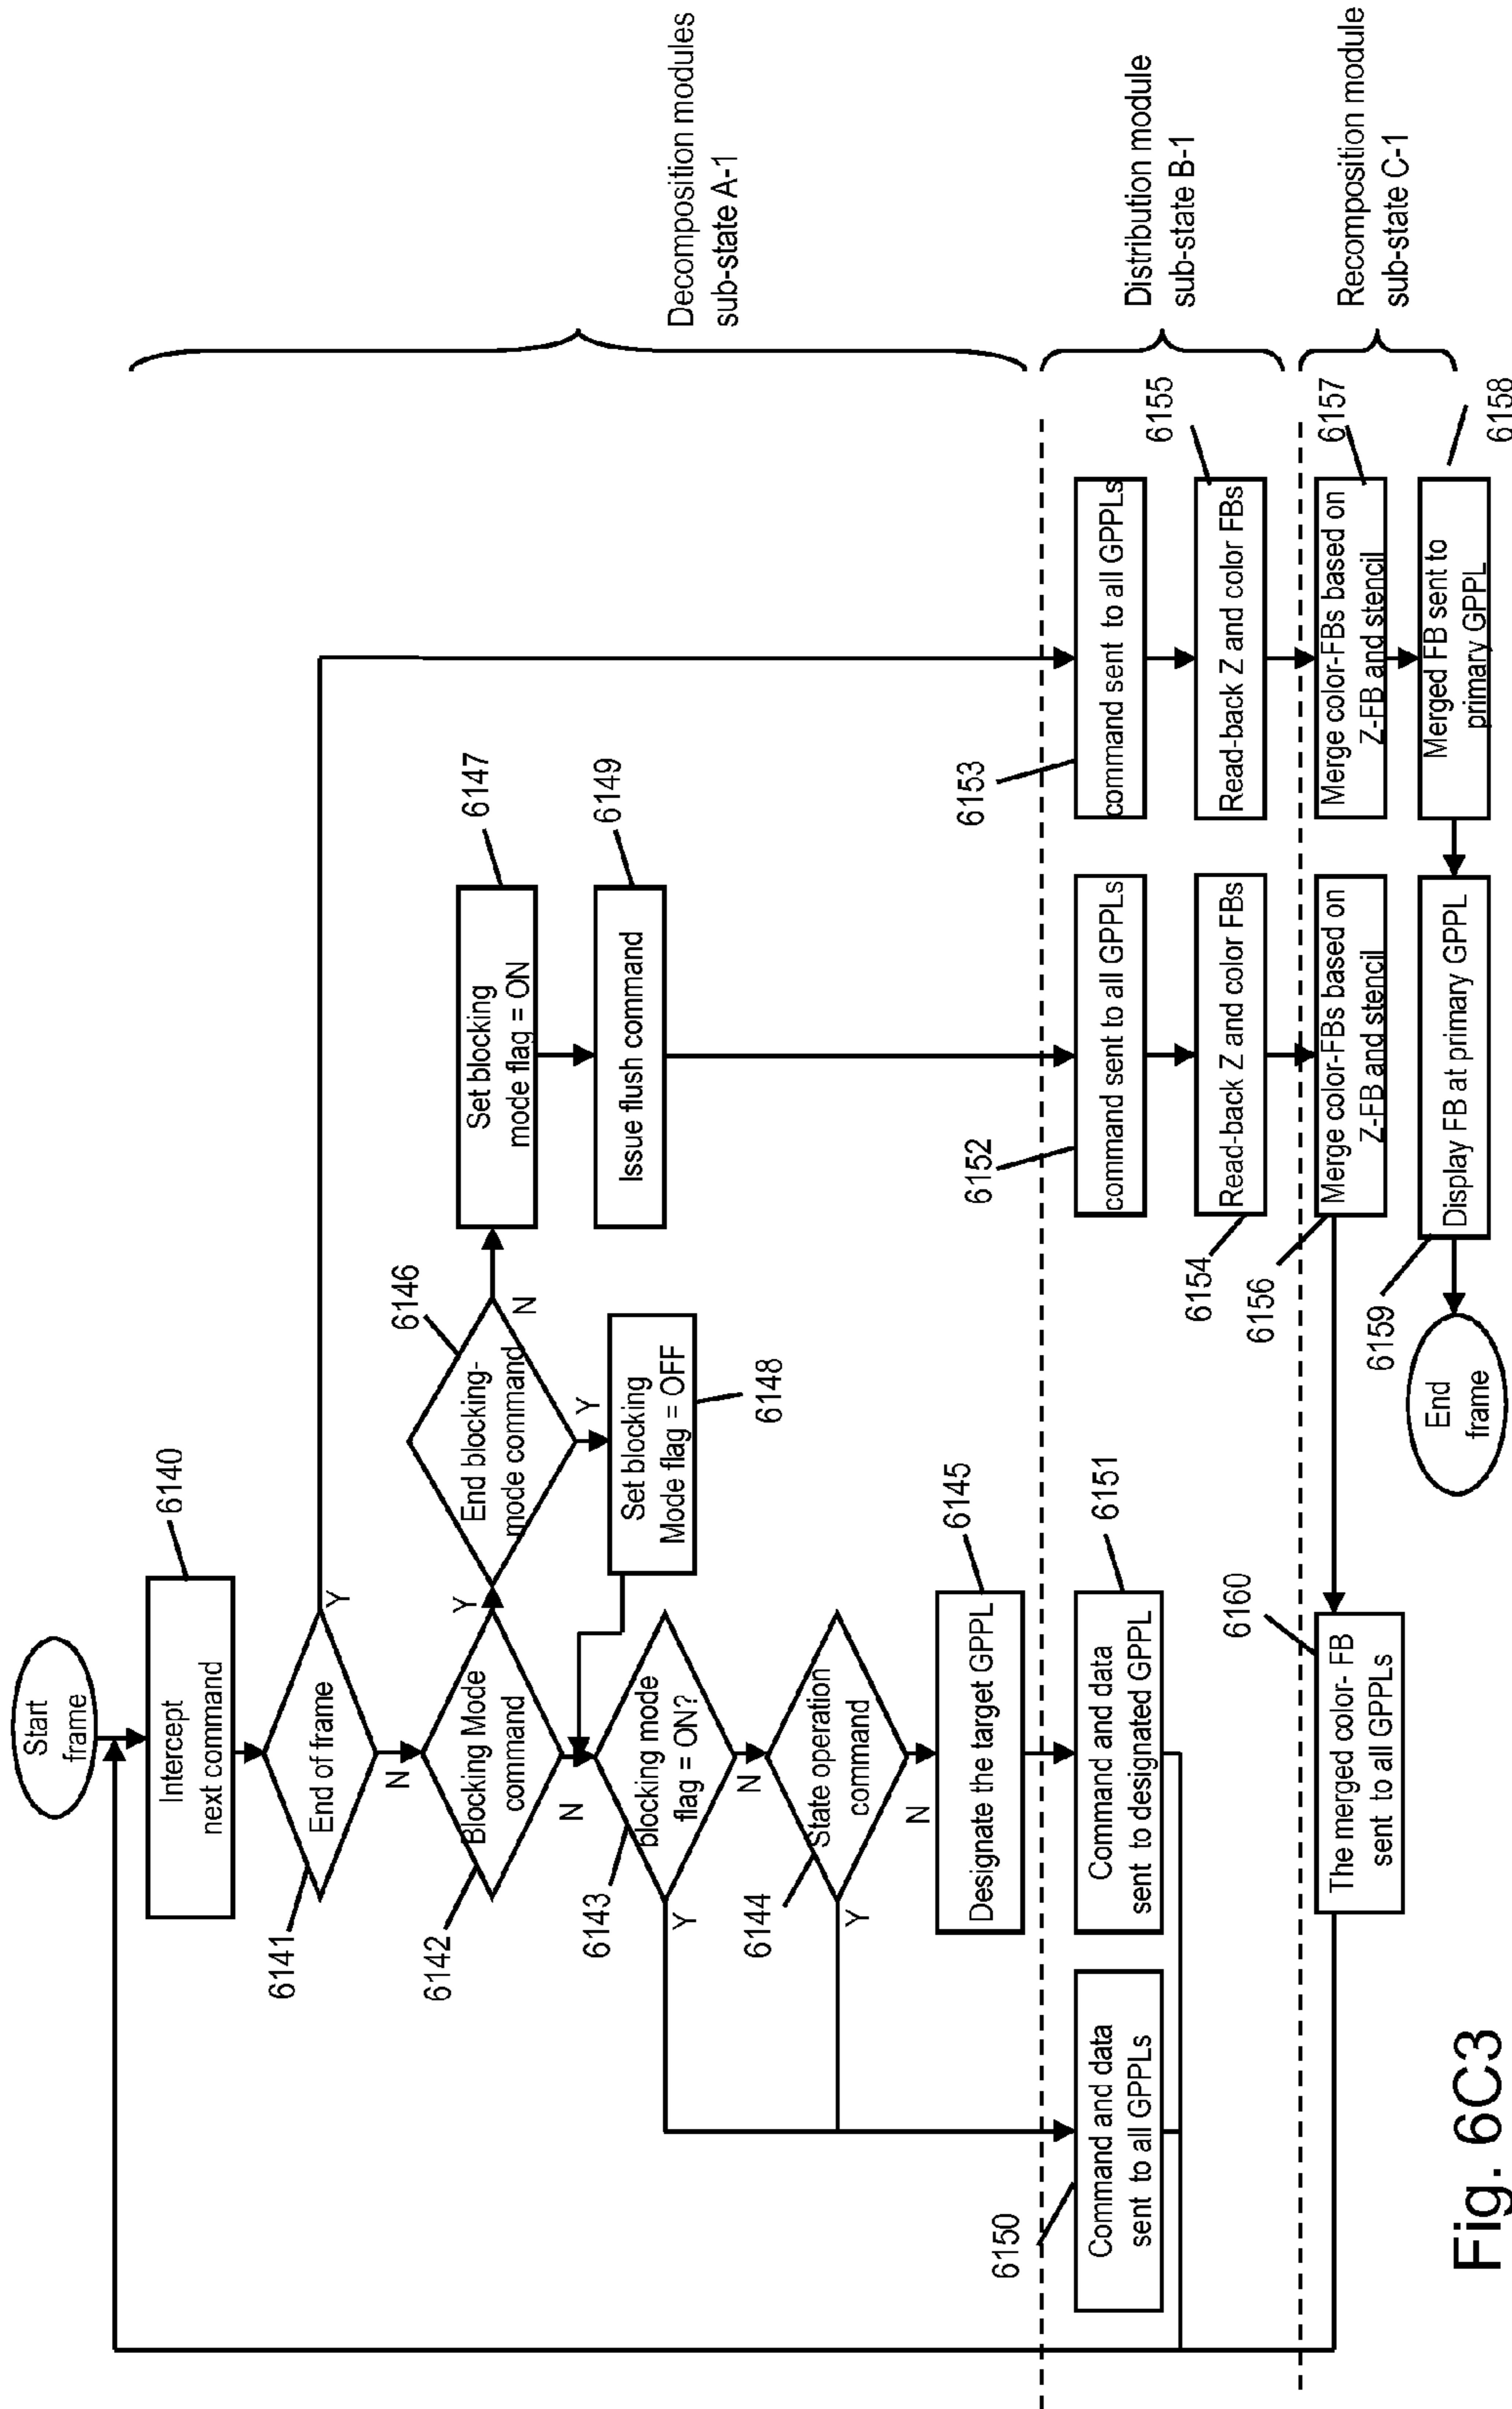 Start
frame
Intercept
next command
6140
End of frame
6141
Y
N
Blocking Mode
command
6142
Y
N
End blocking-
mode command
6146
N
Y
Set blocking
mode flag = ON
6147
Issue flush command
6149
Set blocking
Mode flag = OFF
6148
blocking mode
flag = ON?
6143
Y
N
State operation
command
6144
Y
N
Designate the target GPPL
6145
Decomposition modules
sub-state A-1
Command and data
sent to all GPPLs
6150
Command and data
sent to designated GPPL
6151
command sent to all GPPLs
6152
command sent to all GPPLs
6153
Read-back Z and color FBs
6154
Read-back Z and color FBs
6155
Distribution module
sub-state B-1
Merge color-FBs based on
Z-FB and stencil
6156
Merge color-FBs based on
Z-FB and stencil
6157
The merged color- FB
sent to all GPPLs
6160
Merged FB sent to
primary GPPL
6158
Display FB at primary GPPL
6159
End
frame
Recomposition module
sub-state C-1
Fig. 6C3